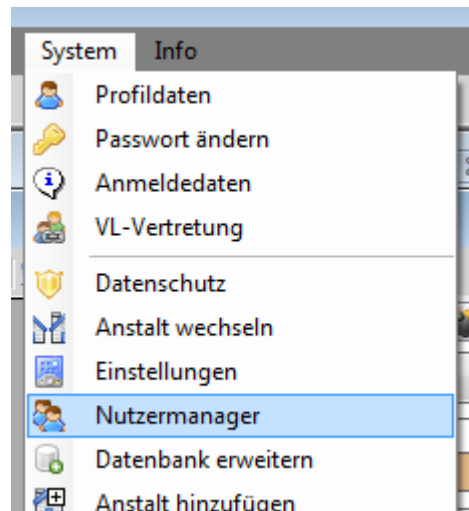 System Info
Profildaten
Passwort ändern
Anmeldedaten
VL-Vertretung
Datenschutz
Anstalt wechseln
Einstellungen
Nutzermanager
Datenbank erweitern
Anstalt hinzufügen